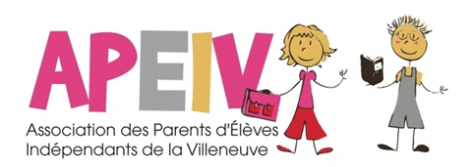 APEIV
Association des Parents d'Élèves
Indépendants de la Villeneuve